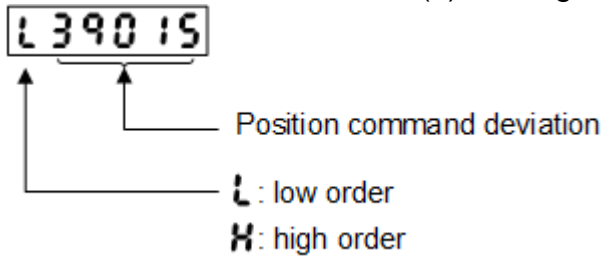 L39015
Position command deviation
L : low order
H : high order